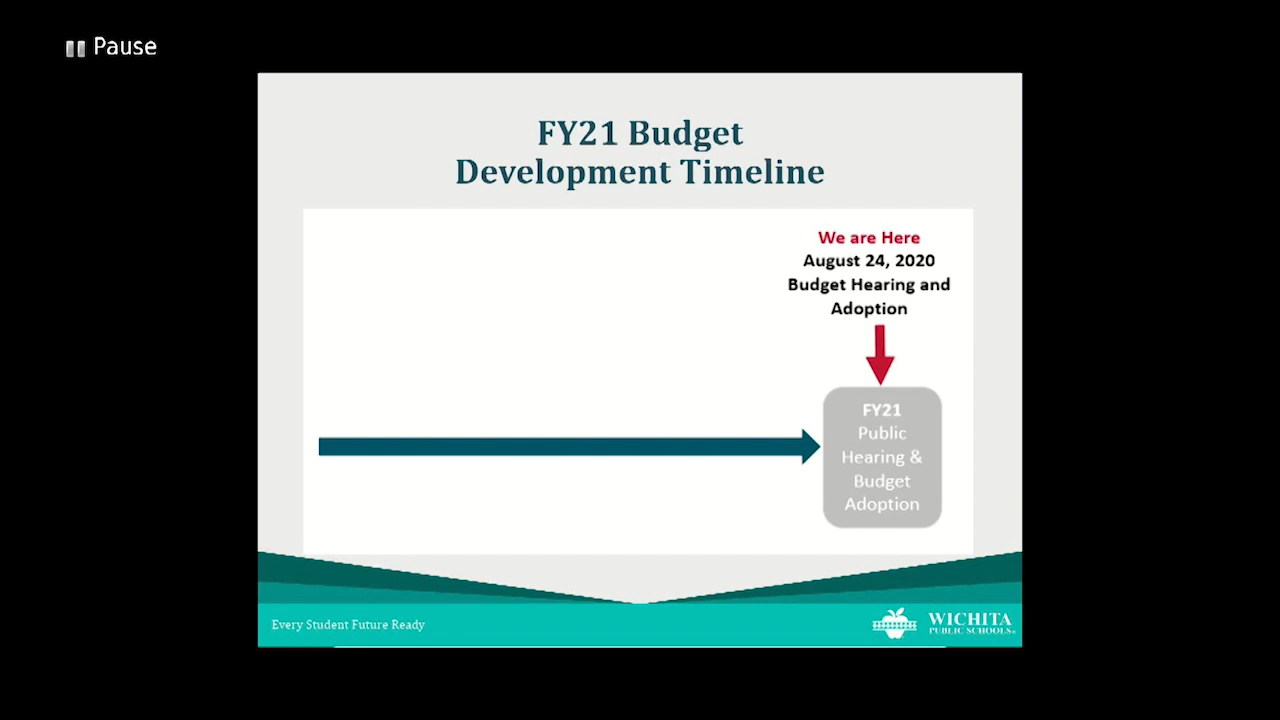 Pause
FY21 Budget
Development Timeline
We are Here
August 24, 2020
Budget Hearing and
Adoption
FY21
Public
Hearing &
Budget
Adoption
Every Student Future Ready
WICHITA
PUBLIC SCHOOLS®